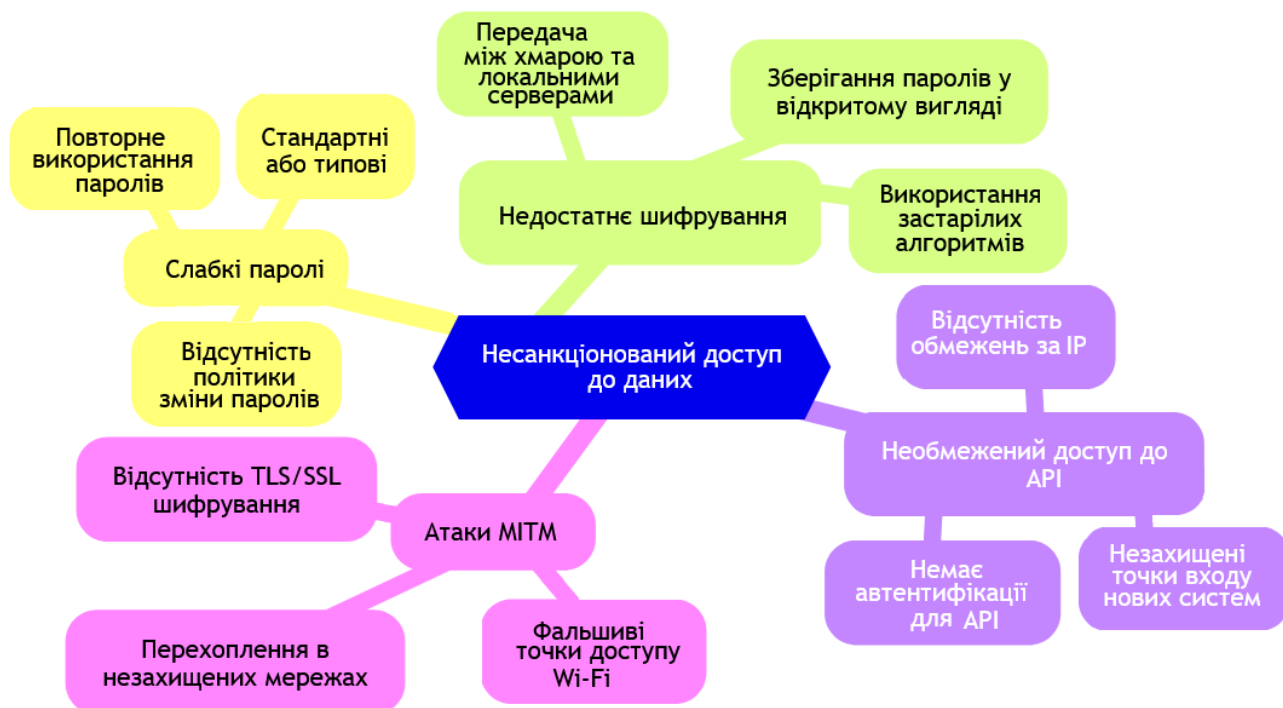 Передача
між хмарою та
локальними
серверами
Зберігання паролів у
відкритому вигляді
Повторне
використання
паролів
Стандартні
або типові
Недостатнє шифрування
Використання
застарілих
алгоритмів
Слабкі паролі
Відсутність
політики
зміни паролів
Несанкціонований доступ
до даних
Відсутність
обмежень за IP
Необмежений доступ до
API
Відсутність TLS/SSL
шифрування
Атаки MITM
Немає
автентифікації
для API
Незахищені
точки входу
нових систем
Перехоплення в
незахищених мережах
Фальшиві
точки доступу
Wi-Fi